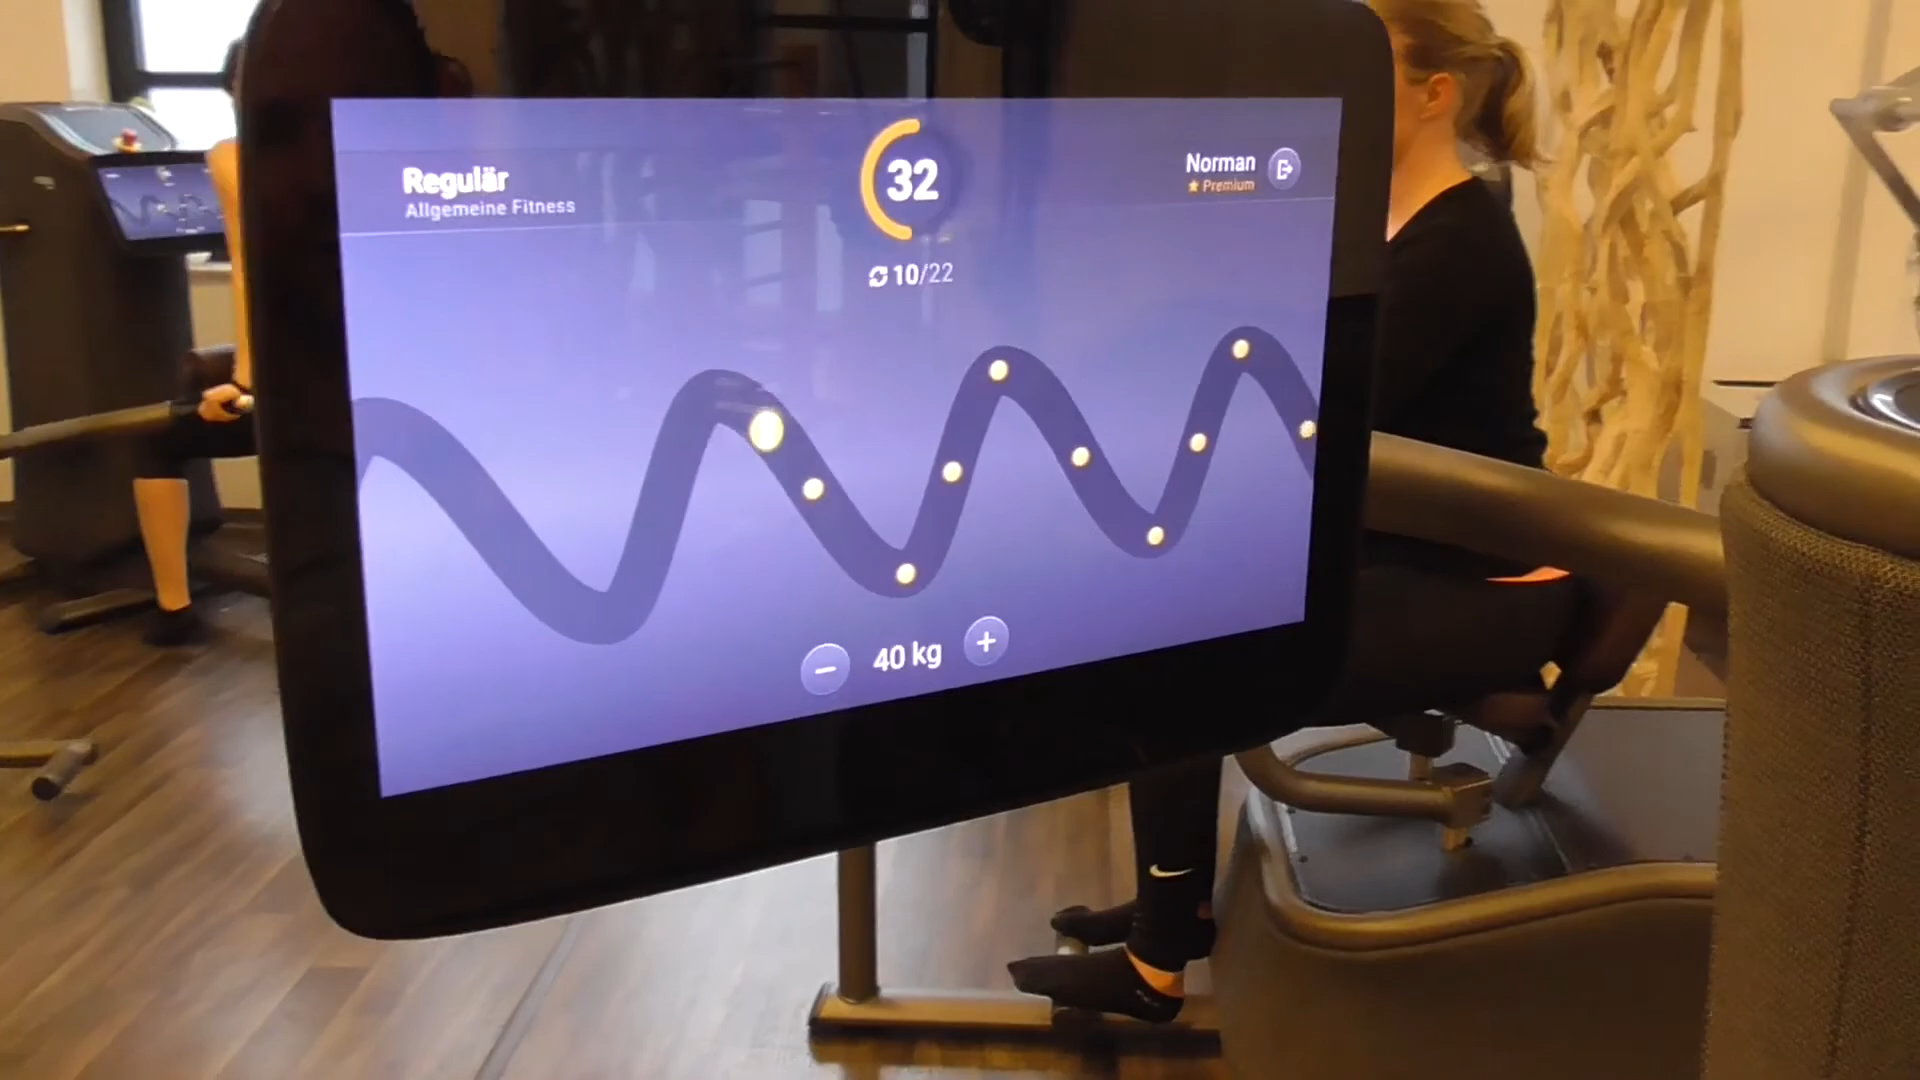 Regulär
Allgemeine Fitness
32
10/22
Norman
Premium
40 kg